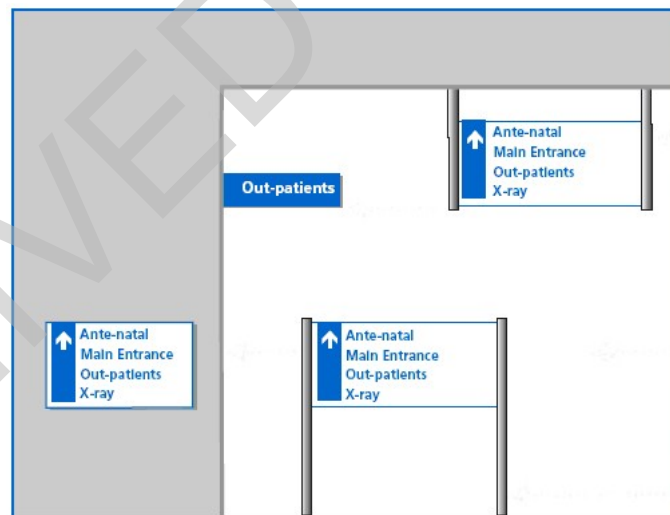 Ante-natal
Main Entrance
Out-patients
X-ray
Out-patients
Ante-natal
Main Entrance
Out-patients
X-ray
Ante-natal
Main Entrance
Out-patients
X-ray